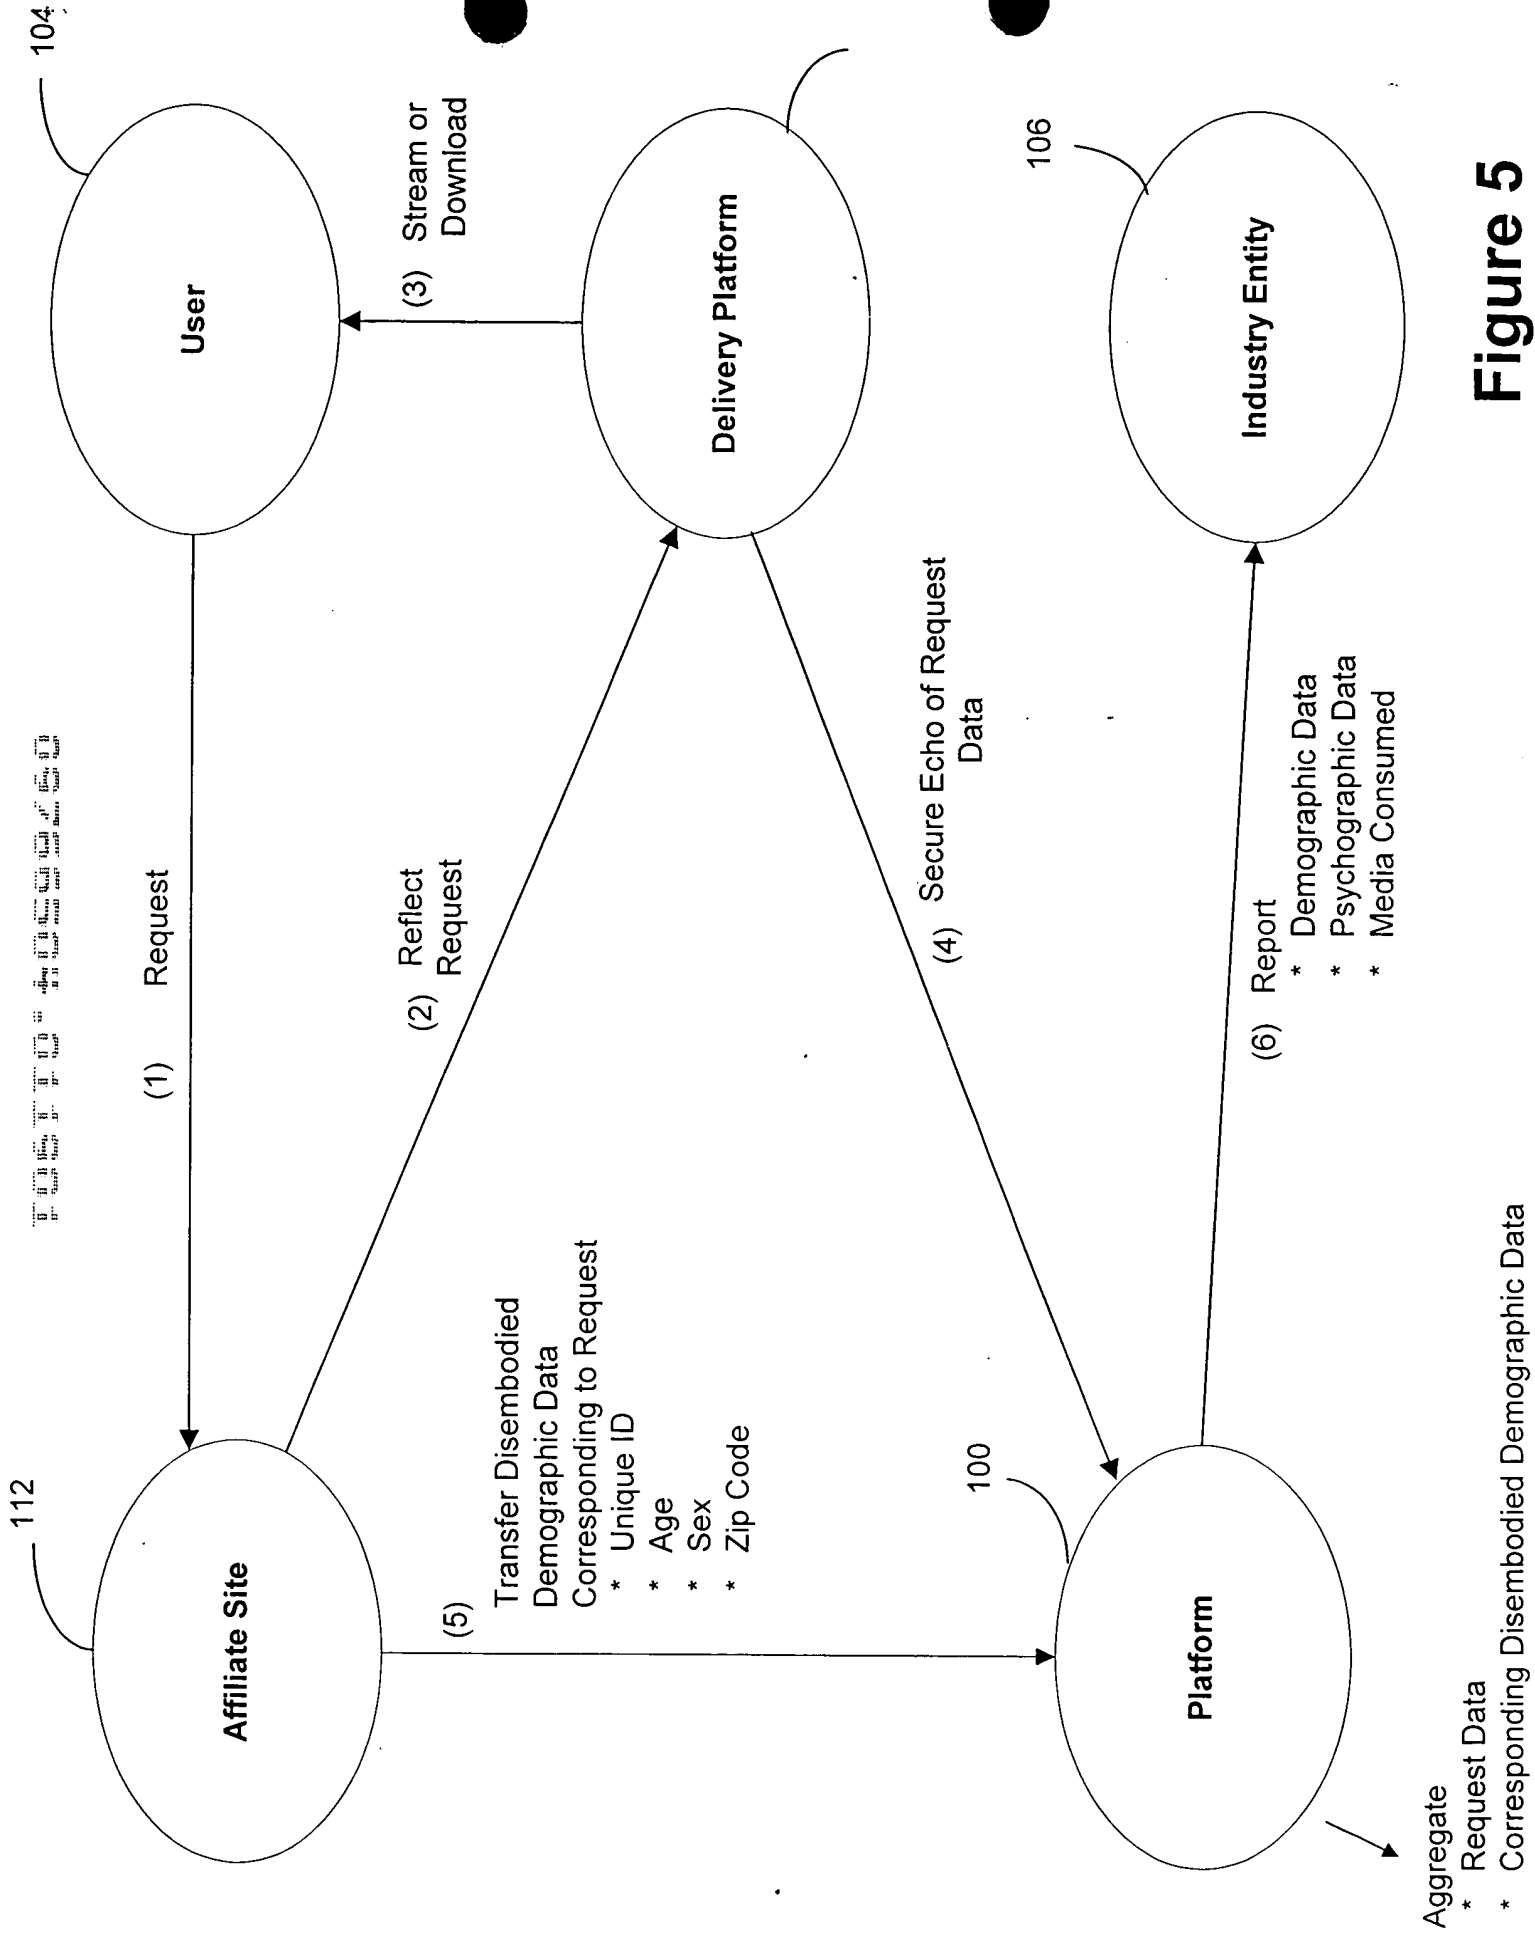 09765504.011901
112
104
(1) Request
Affiliate Site
User
(2) Reflect
Request
(3) Stream or
Download
(5)
Transfer Disembodied
Demographic Data
Corresponding to Request
* Unique ID
* Age
* Sex
* Zip Code
Delivery Platform
(4) Secure Echo of Request
Data
100
106
Platform
Industry Entity
(6) Report
* Demographic Data
* Psychographic Data
* Media Consumed
Aggregate
* Request Data
* Corresponding Disembodied Demographic Data
Figure 5